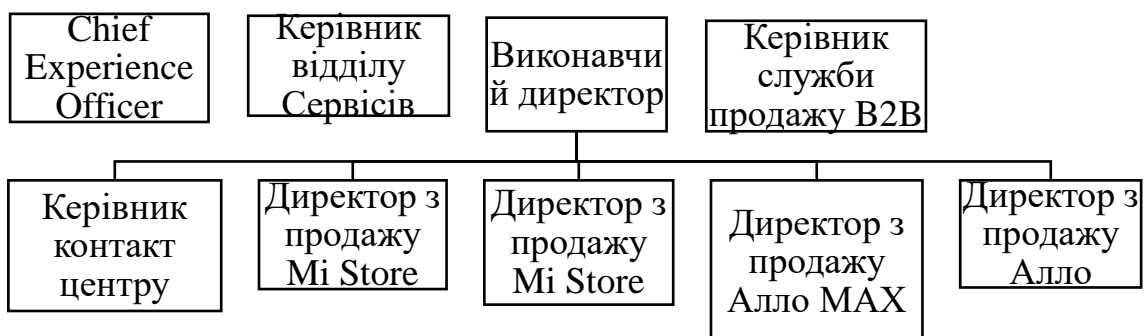 Chief
Experience
Officer
Керівник
відділу
Сервісів
Виконавчи
й директор
Керівник
служби
продажу B2B
Керівник
контакт
центру
Директор з
продажу
Mi Store
Директор з
продажу
Mi Store
Директор з
продажу
Алло MAX
Директор з
продажу
Алло